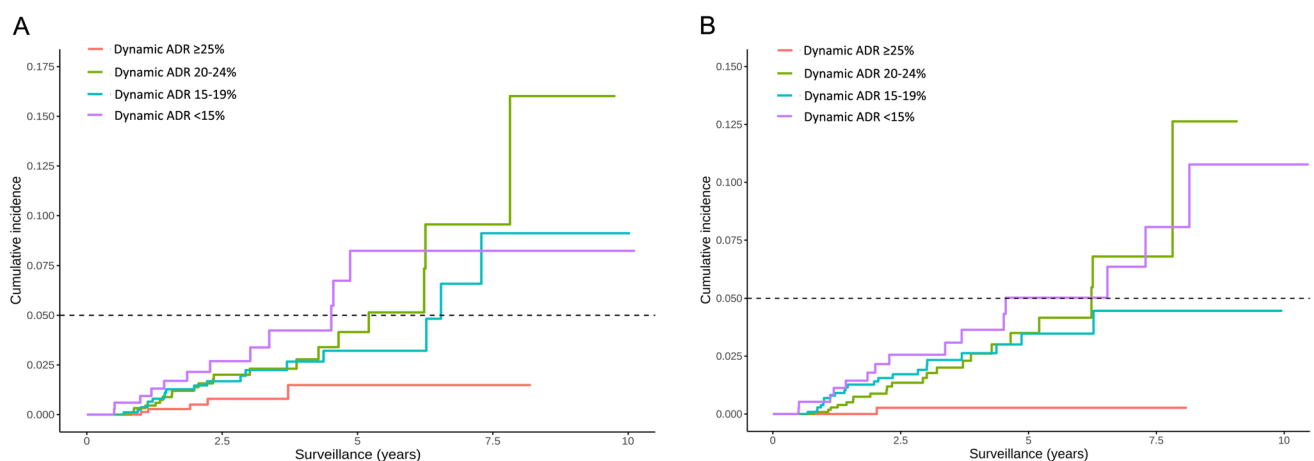 A
Dynamic ADR ≥25%
Dynamic ADR 20-24%
Dynamic ADR 15-19%
Dynamic ADR <15%
0.175
0.150
0.125
0.100
0.075
0.050
0.025
0.000
Cumulative incidence
0
2.5
5
7.5
10
Surveillance (years)
B
Dynamic ADR ≥25%
Dynamic ADR 20-24%
Dynamic ADR 15-19%
Dynamic ADR <15%
0.150
0.125
0.100
0.075
0.050
0.025
0.000
Cumulative incidence
0
2.5
5
7.5
10
Surveillance (years)